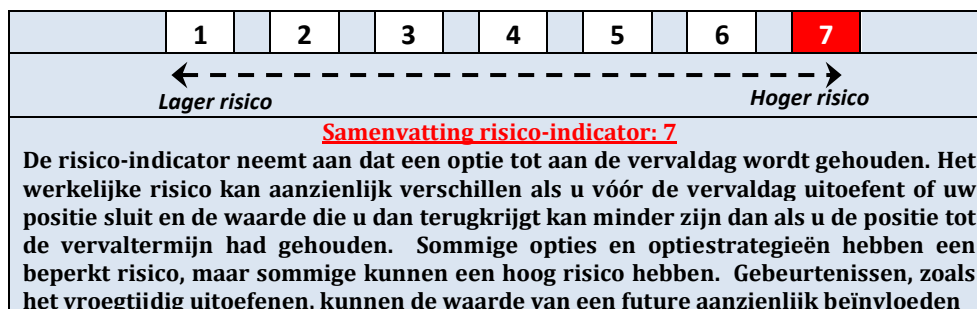 1 2 3 4 5 6 7
Lager risico Hoger risico
Samenvatting risico-indicator: 7
De risico-indicator neemt aan dat een optie tot aan de vervaldag wordt gehouden. Het
werkelijke risico kan aanzienlijk verschillen als u vóór de vervaldag uitoefent of uw
positie sluit en de waarde die u dan terugkrijgt kan minder zijn dan als u de positie tot
de vervaltermijn had gehouden. Sommige opties en optiestrategieën hebben een
beperkt risico, maar sommige kunnen een hoog risico hebben. Gebeurtenissen, zoals
het vroegtijdig uitoefenen, kunnen de waarde van een future aanzienlijk beïnvloeden